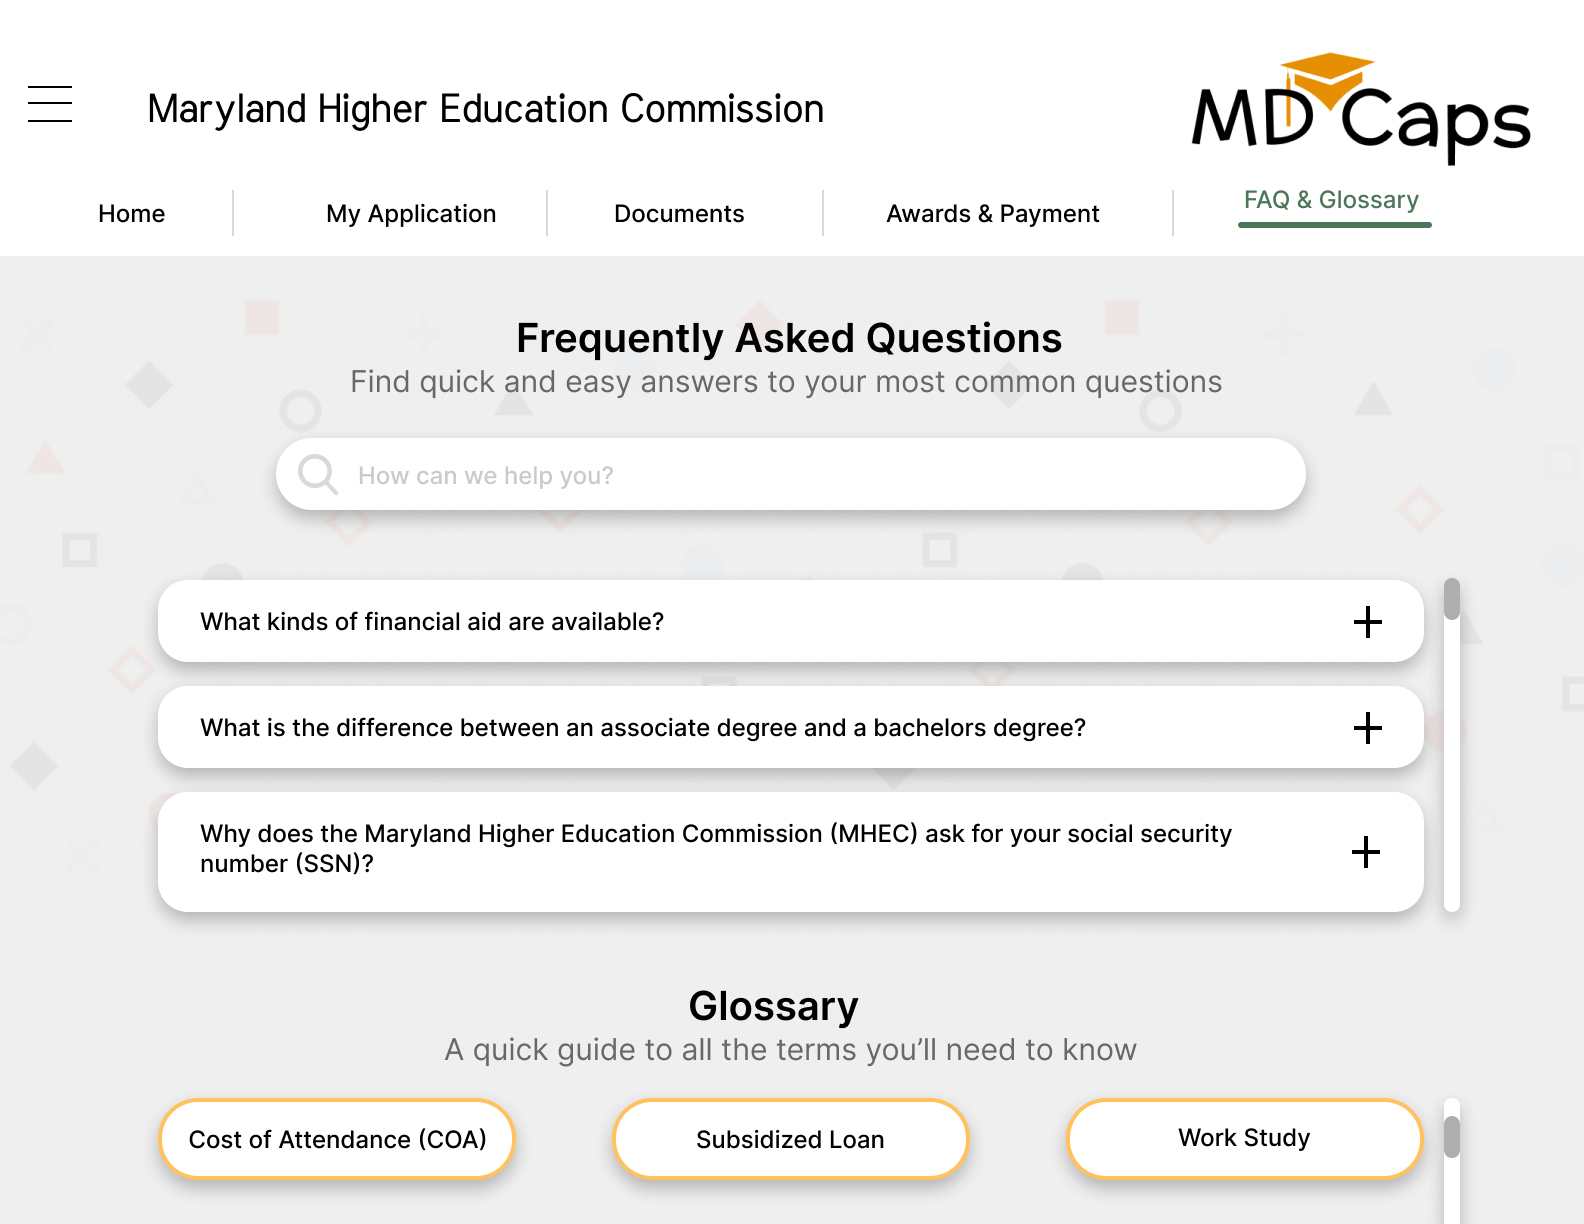 Maryland Higher Education Commission
MD Caps
Home
My Application
Documents
Awards & Payment
FAQ & Glossary
Frequently Asked Questions
Find quick and easy answers to your most common questions
How can we help you?
What kinds of financial aid are available?
What is the difference between an associate degree and a bachelors degree?
Why does the Maryland Higher Education Commission (MHEC) ask for your social security
number (SSN)?
Glossary
A quick guide to all the terms you’ll need to know
Cost of Attendance (COA)
Subsidized Loan
Work Study